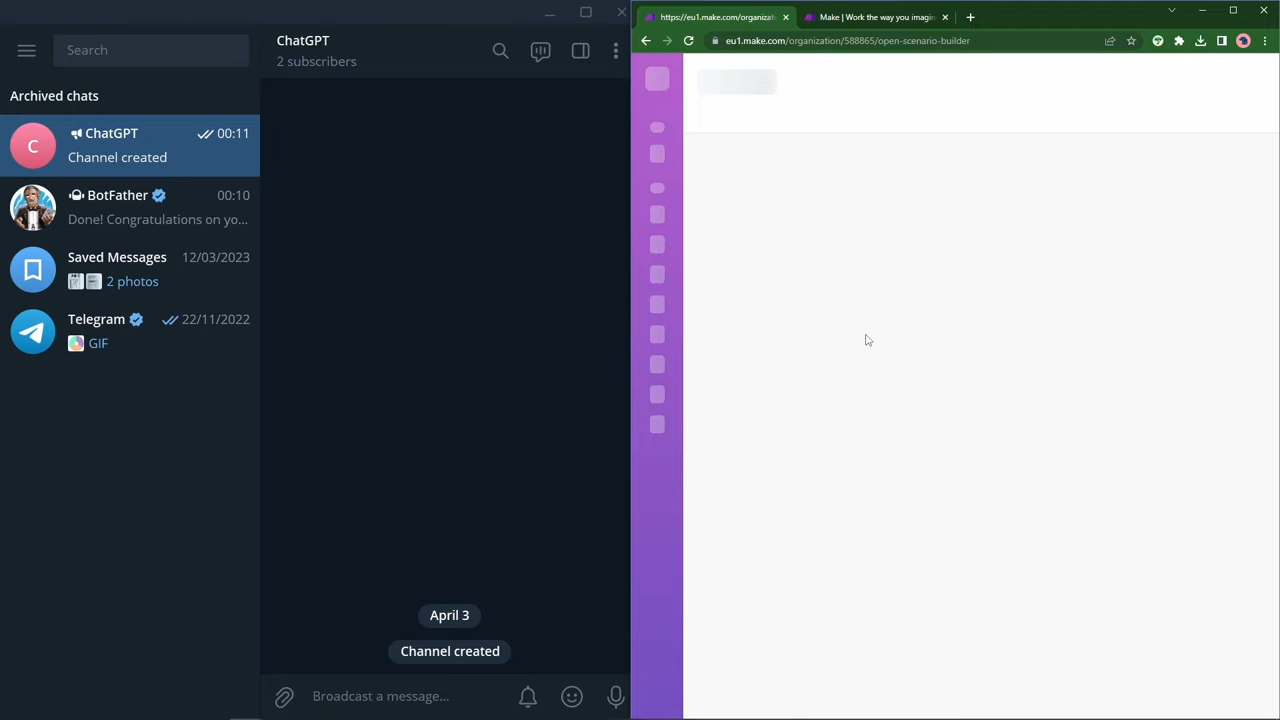 Search
Archived chats
C
ChatGPT
00:11
Channel created
BotFather
00:10
Done! Congratulations on yo...
Saved Messages
12/03/2023
2 photos
Telegram
22/11/2022
GIF
ChatGPT
2 subscribers
April 3
Channel created
Broadcast a message...
https://eu1.make.com/organizati
Make | Work the way you imagin
eu1.make.com/organization/588865/open-scenario-builder